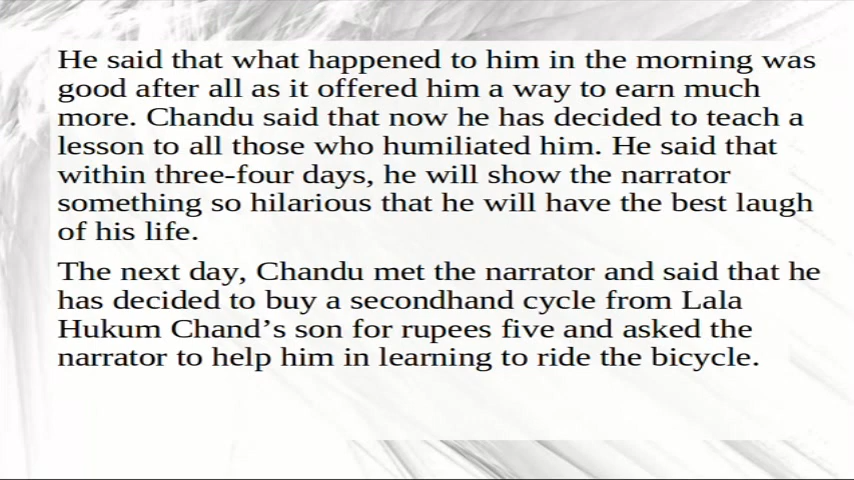 He said that what happened to him in the morning was
good after all as it offered him a way to earn much
more. Chandu said that now he has decided to teach a
lesson to all those who humiliated him. He said that
within three-four days, he will show the narrator
something so hilarious that he will have the best laugh
of his life.
The next day, Chandu met the narrator and said that he
has decided to buy a secondhand cycle from Lala
Hukum Chand’s son for rupees five and asked the
narrator to help him in learning to ride the bicycle.